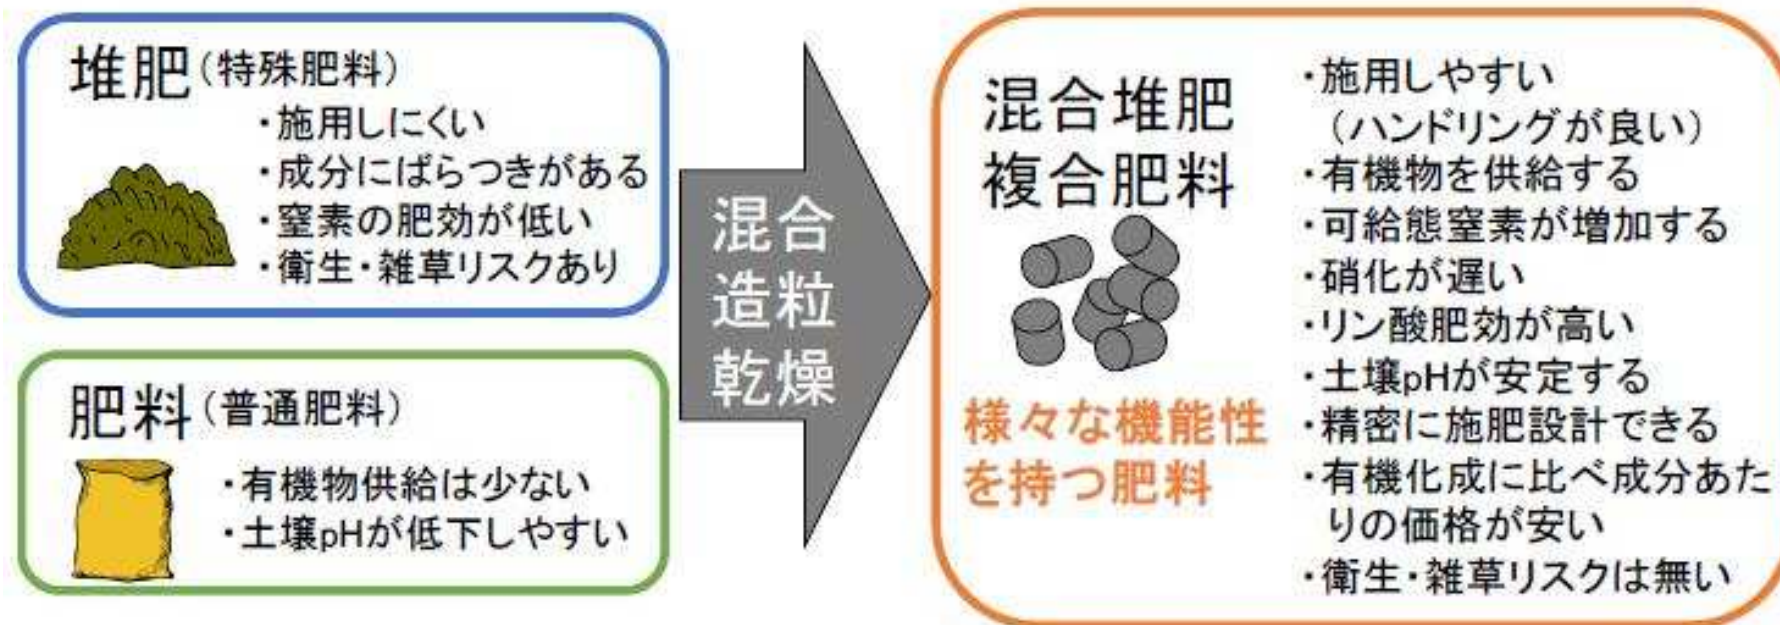 堆肥(特殊肥料)
・施用しにくい
・成分にばらつきがある
・窒素の肥効が低い
・衛生・雑草リスクあり
肥料(普通肥料)
・有機物供給は少ない
・土壌pHが低下しやすい
混合
造粒
乾燥
混合堆肥
複合肥料
様々な機能性
を持つ肥料
・施用しやすい
(ハンドリングが良い)
・有機物を供給する
・可給態窒素が増加する
・硝化が遅い
・リン酸肥効が高い
・土壌pHが安定する
・精密に施肥設計できる
・有機化成に比べ成分あた
りの価格が安い
・衛生・雑草リスクは無い